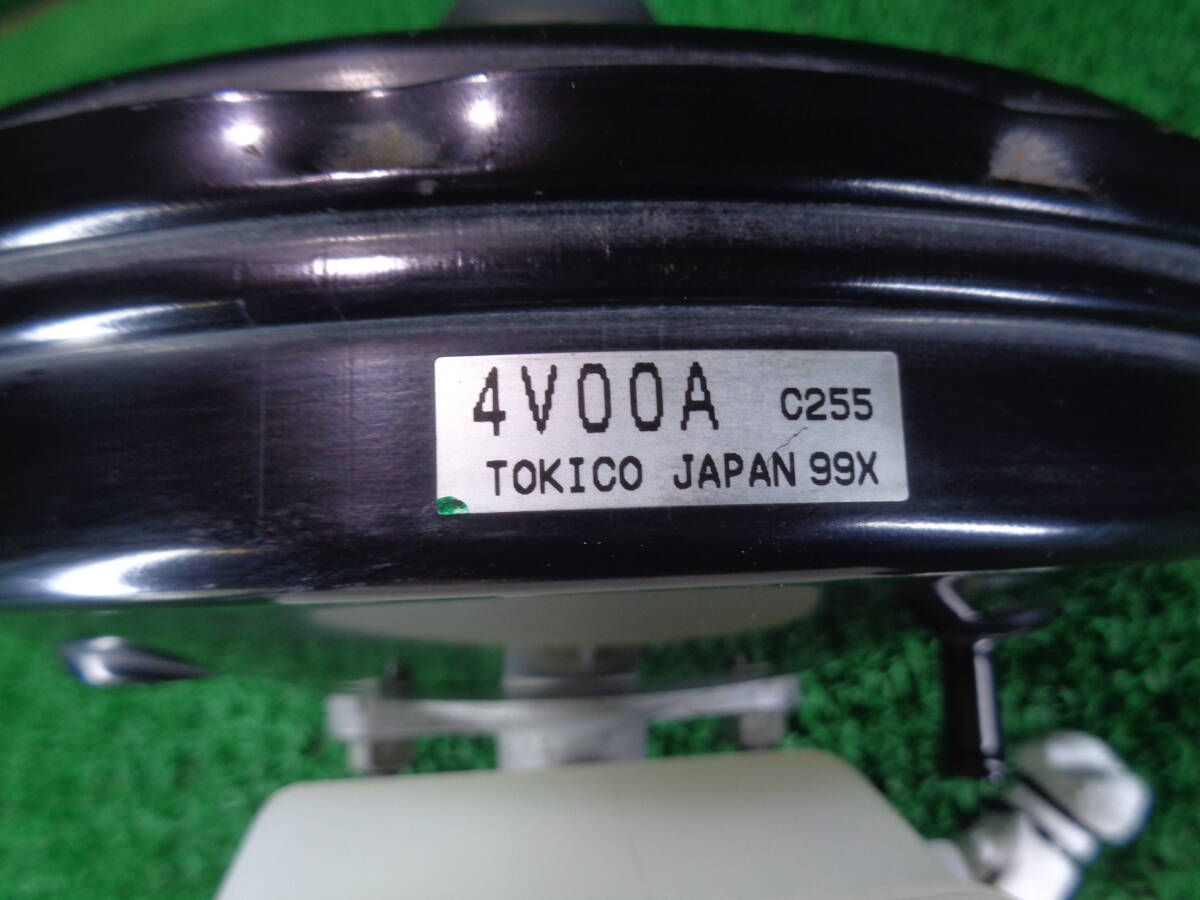 4V00A C255
TOKICO JAPAN 99X